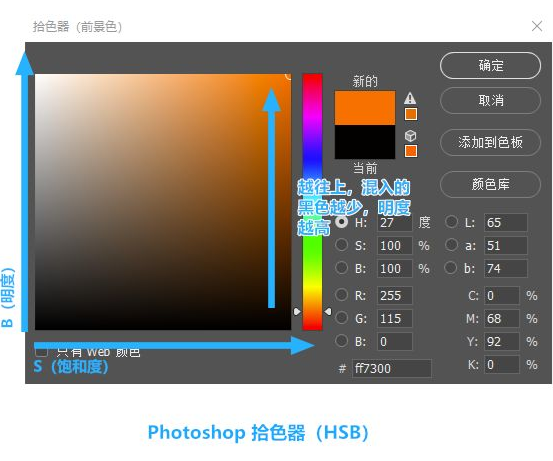 拾色器（前景色）
确定
新的
取消
添加到色板
当前
颜色库
越往上，混入的
黑色越少，明度
越高
H: 27 度
S: 100 %
B: 100 %
R: 255
G: 115
B: 0
# ff7300
L: 65
a: 51
b: 74
C: 0 %
M: 68 %
Y: 92 %
K: 0 %
B（明度）
只有 Web 颜色
S（饱和度）
Photoshop 拾色器（HSB）